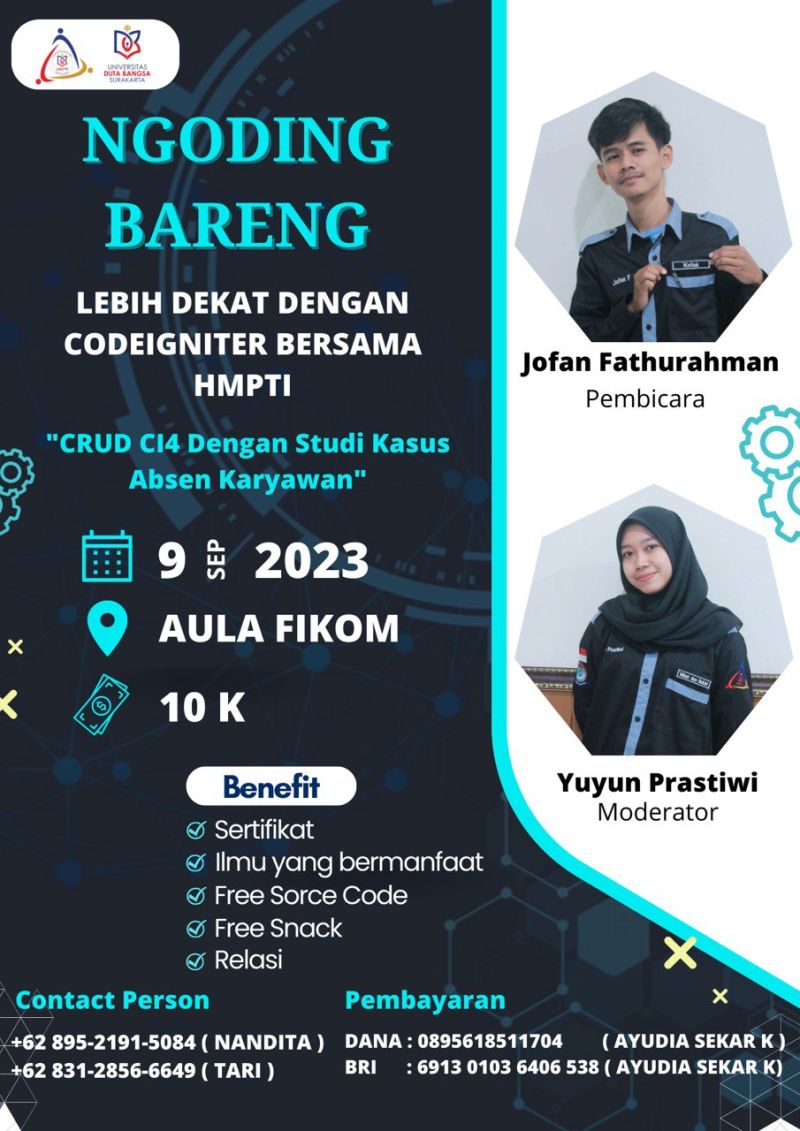 UNIVERSITAS
DUTA BANGSA
SURAKARTA
NGODING
BARENG
LEBIH DEKAT DENGAN
CODEIGNITER BERSAMA
HMPTI
"CRUD CI4 Dengan Studi Kasus
Absen Karyawan"
9 SEP 2023
AULA FIKOM
10 K
Benefit
Sertifikat
Ilmu yang bermanfaat
Free Sorce Code
Free Snack
Relasi
Jofan F
Ketua
Jofan Fathurahman
Pembicara
Prastiwi
Yuyun Prastiwi
Moderator
Contact Person
+62 895-2191-5084 ( NANDITA )
+62 831-2856-6649 ( TARI )
Pembayaran
DANA : 0895618511704 ( AYUDIA SEKAR K )
BRI : 6913 0103 6406 538 ( AYUDIA SEKAR K)